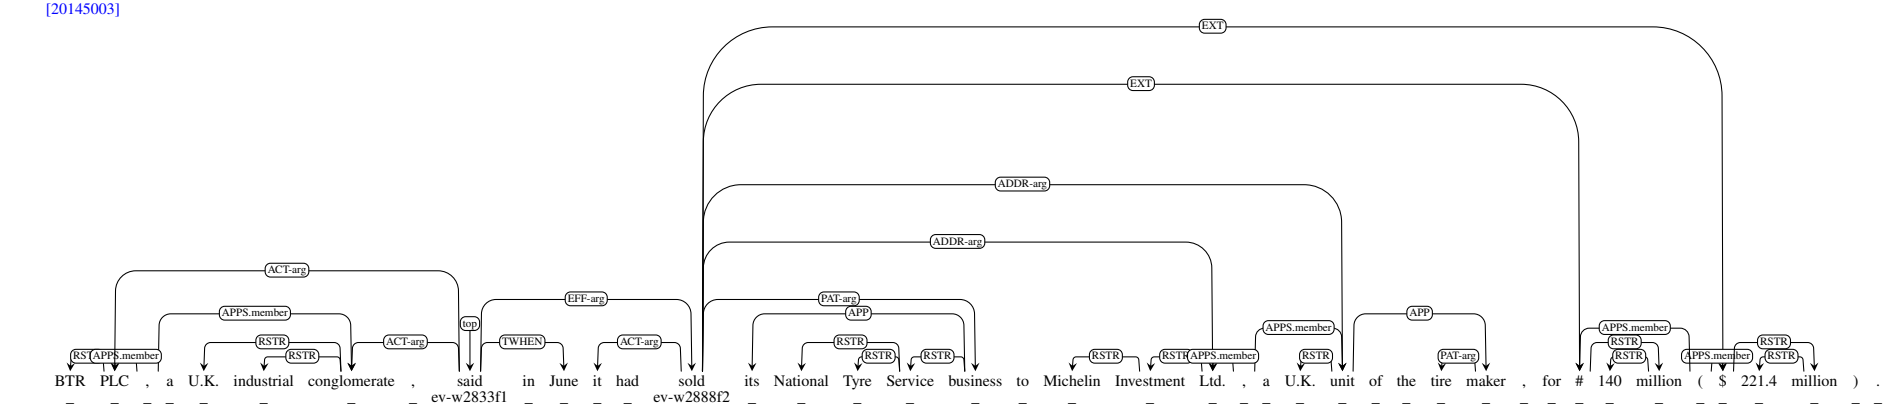 [20145003]
EXT
EXT
ADDR-arg
ADDR-arg
ACT-arg
EFF-arg PAT-arg
APPS.member APP APP
top
APPS.member APPS.member
RSTR ACT-arg TWHEN ACT-arg RSTR RSTR RSTR
APPS.member RSTR RSTR RSTR RSTR APPS.member RSTR PAT-arg RSTR APPS.member RSTR
BTR PLC , a U.K. industrial conglomerate , said in June it had sold its National Tyre Service business to Michelin Investment Ltd. , a U.K. unit of the tire maker , for # 140 million ( $ 221.4 million ) .
_ _ _ _ _ _ _ _ ev-w2833f1 _ _ _ _ ev-w2888f2 _ _ _ _ _ _ _ _ _ _ _ _ _ _ _ _ _ _ _ _ _ _ _ _ _ _ _ _